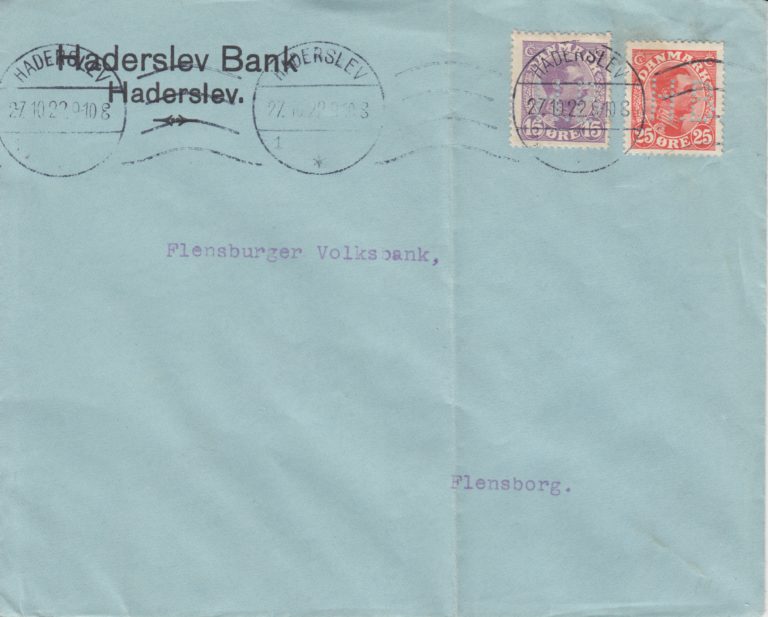 Haderslev Bank
Haderslev.
HADERSLEV
27.10.22.9-10 8
HADERSLEV
27.10.22.9-10 8
1
HADERSLEV
27.10.22.9-10 8
DANMARK
15 ØRE 15
DANMARK
25 ØRE 25
Flensburger Volksbank,
Flensborg.